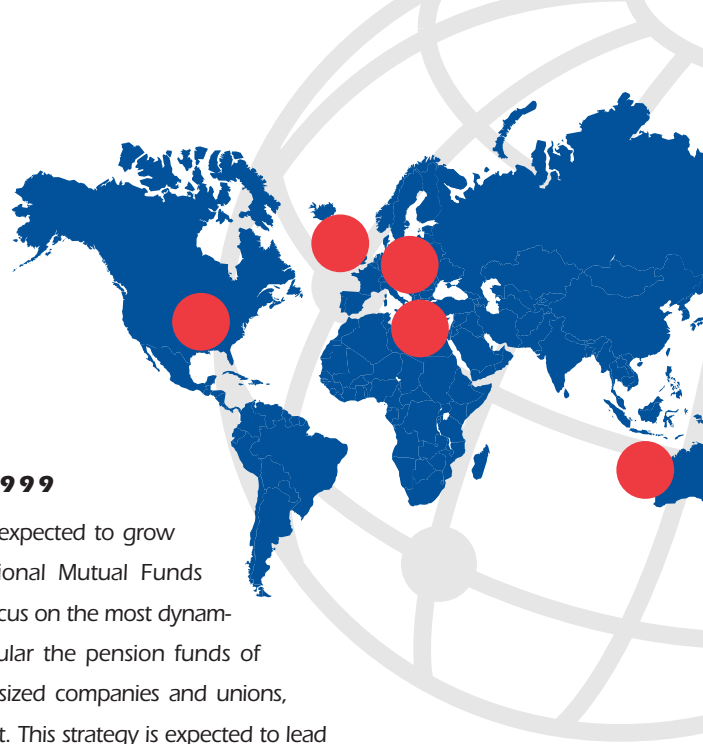 999
expected to grow
ional Mutual Funds
cus on the most dynam-
ular the pension funds of
sized companies and unions,
t. This strategy is expected to lead